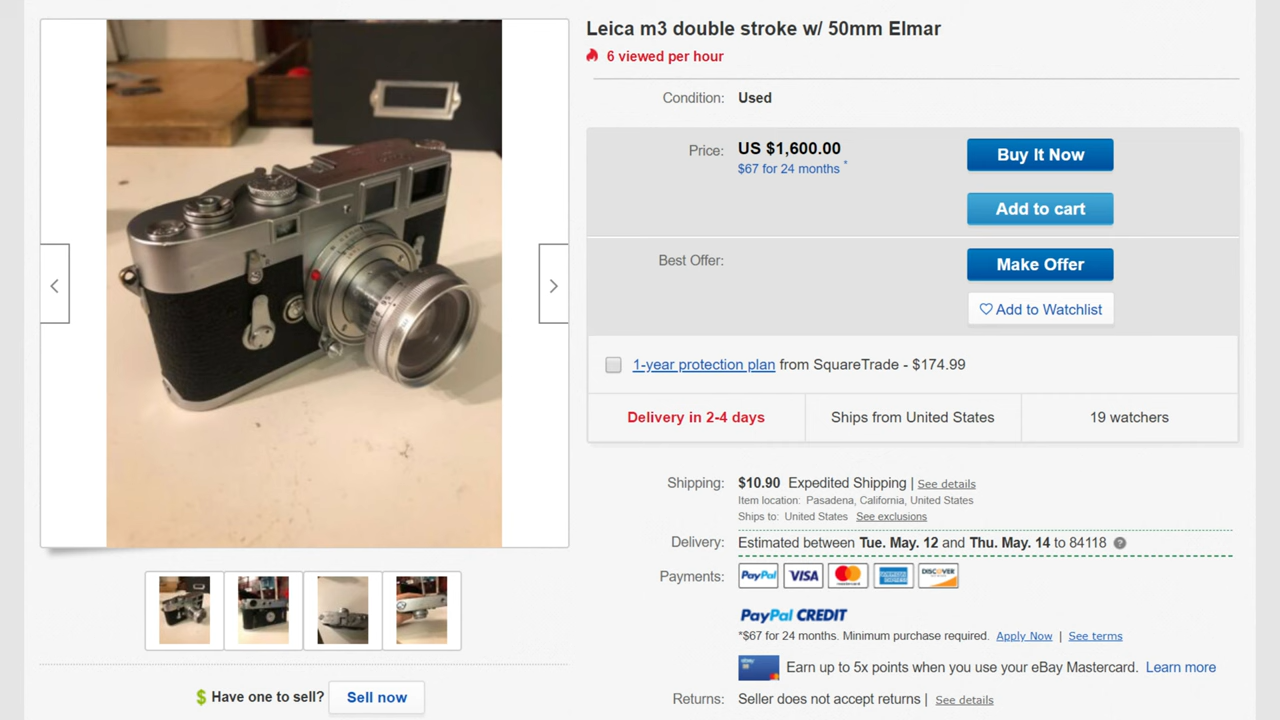 Leica m3 double stroke w/ 50mm Elmar
6 viewed per hour
Condition: Used
Price: US $1,600.00
$67 for 24 months *
Buy It Now
Add to cart
Best Offer:
Make Offer
Add to Watchlist
1-year protection plan from SquareTrade - $174.99
Delivery in 2-4 days
Ships from United States
19 watchers
Shipping: $10.90 Expedited Shipping | See details
Item location: Pasadena, California, United States
Ships to: United States See exclusions
Delivery: Estimated between Tue. May. 12 and Thu. May. 14 to 84118 ?
Payments: PayPal VISA MasterCard AMERICAN EXPRESS DISCOVER
PayPal CREDIT
*$67 for 24 months. Minimum purchase required. Apply Now | See terms
Earn up to 5x points when you use your eBay Mastercard. Learn more
Returns: Seller does not accept returns | See details
$ Have one to sell? Sell now